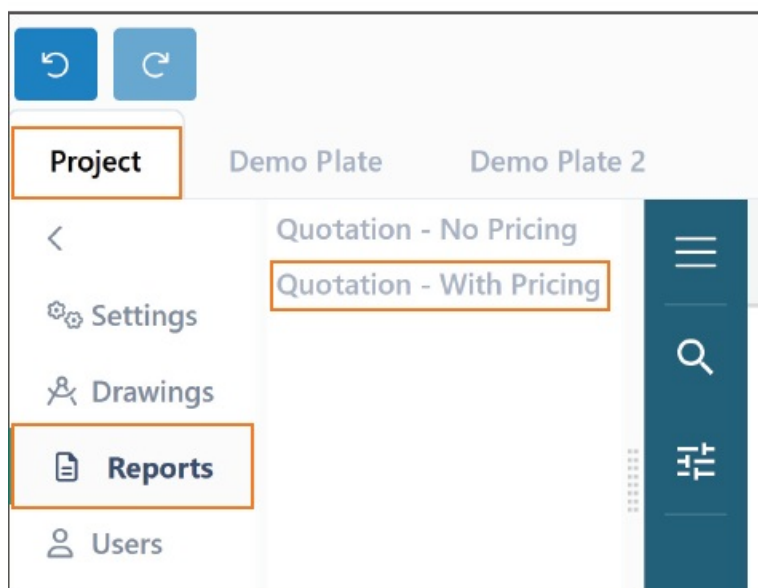 Project
Demo Plate
Demo Plate 2
Settings
Drawings
Reports
Users
Quotation - No Pricing
Quotation - With Pricing